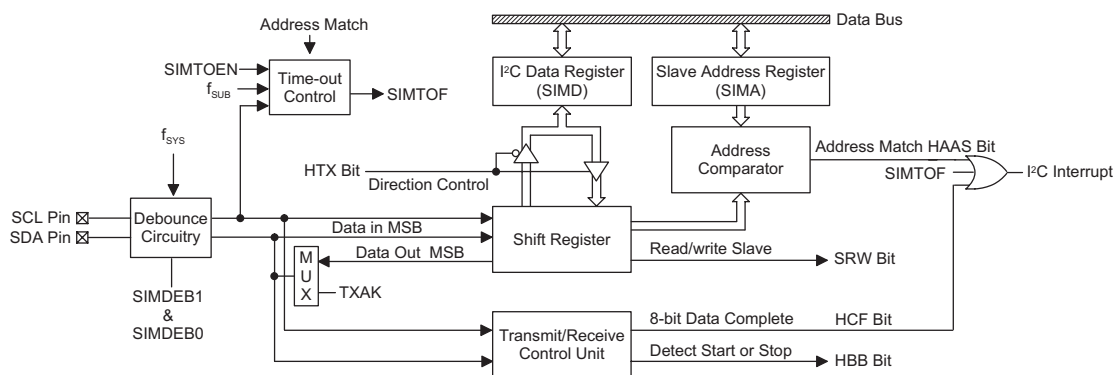 Data Bus
Address Match
SIMTOEN
fSUB
Time-out
Control
SIMTOF
I²C Data Register
(SIMD)
Slave Address Register
(SIMA)
fSYS
HTX Bit
Direction Control
Address
Comparator
Address Match HAAS Bit
SIMTOF
I²C Interrupt
SCL Pin
SDA Pin
Debounce
Circuitry
Data in MSB
Shift Register
Data Out MSB
Read/write Slave
SRW Bit
M
U
X
TXAK
SIMDEB1
&
SIMDEB0
Transmit/Receive
Control Unit
8-bit Data Complete
HCF Bit
Detect Start or Stop
HBB Bit